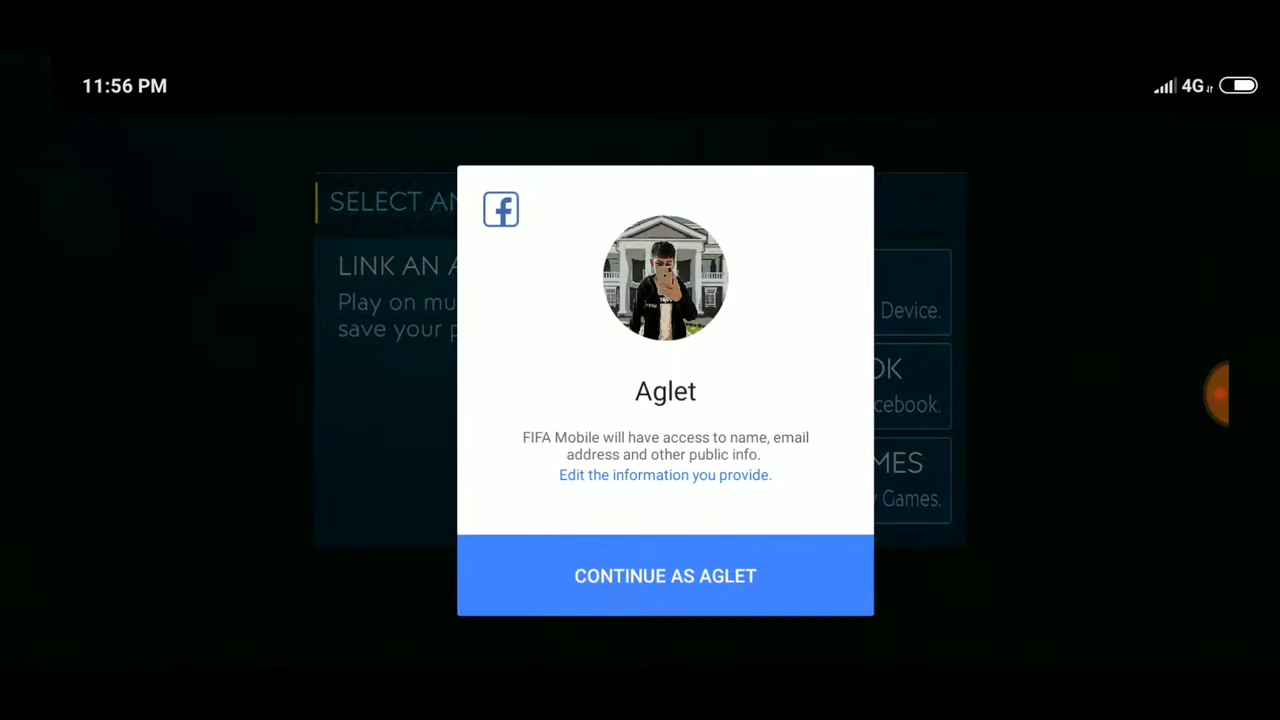 11:56 PM
4G
SELECT AN
LINK AN A
Play on mu
save your p
Device.
OK
cebook.
MES
Games.
Aglet
FIFA Mobile will have access to name, email
address and other public info.
Edit the information you provide.
CONTINUE AS AGLET